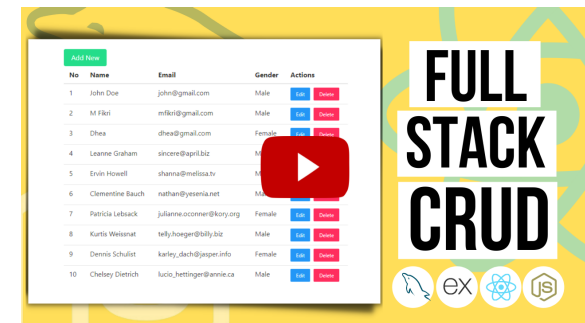 Add New
No Name Email Gender Actions
1 John Doe john@gmail.com Male Edit Delete
2 M Fikri mfikri@gmail.com Male Edit Delete
3 Dhea dhea@gmail.com Female Edit Delete
4 Leanne Graham sincere@april.biz Edit Delete
5 Ervin Howell shanna@melissa.tv
6 Clementine Bauch nathan@yesenia.net
7 Patricia Lebsack julianne.oconner@kory.org Female Edit Delete
8 Kurtis Weissnat telly.hoeger@billy.biz Male Edit Delete
9 Dennis Schulist karley_dach@jasper.info Female Edit Delete
10 Chelsey Dietrich lucio_hettinger@annie.ca Male Edit Delete
FULL
STACK
CRUD
ex JS